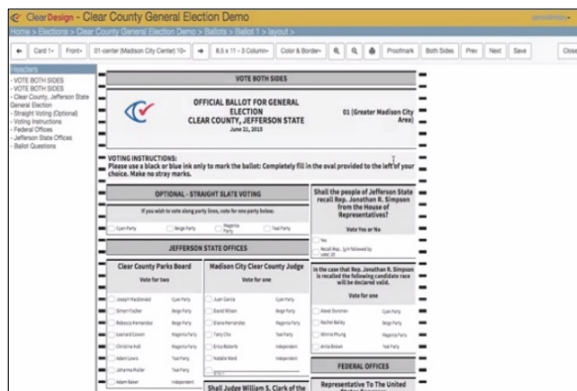 ClearDesign - Clear County General Election Demo
Home > Elections > Clear County General Election Demo > Ballots > Ballot 1 > layout >
Card 1 Front 01-center (Madison City Center) 10 8.5 x 11 - 3 Column Color & Border Proofmark Both Sides Prev Next Save Close
Headers
- VOTE BOTH SIDES
- VOTE BOTH SIDES
- Clear County, Jefferson State
General Election
- Straight Voting (Optional)
- Voting Instructions
- Federal Offices
- Jefferson State Offices
- Ballot Questions
VOTE BOTH SIDES
OFFICIAL BALLOT FOR GENERAL
ELECTION
CLEAR COUNTY, JEFFERSON STATE
June 21, 2015
01 (Greater Madison City
Area)
VOTING INSTRUCTIONS:
Please use a black or blue ink only to mark the ballot: Completely fill in the oval provided to the left of your
choice. Make no stray marks.
OPTIONAL - STRAIGHT SLATE VOTING
If you wish to vote along party lines, vote for one party below.
Cyan Party
Beige Party
Magenta
Party
Teal Party
JEFFERSON STATE OFFICES
Clear County Parks Board
Vote for two
Joseph MacDonald Cyan Party
Simon Fischer Beige Party
Rebecca Hernandez Magenta Party
Leonard Cowen Magenta Party
Christine Hall Magenta Party
Adam Lewis Teal Party
Johanna Muller Teal Party
Adam Baker Independent
Madison City Clear County Judge
Vote for one
Juan Garcia Cyan Party
David Wilson Beige Party
Elena Hernandez Magenta Party
Terry Cho Teal Party
Erica Roberts Independent
Natalie Ward Independent
Shall Judge William S. Clark of the
Shall the people of Jefferson State
recall Rep. Jonathan R. Simpson
from the House of
Representatives?
Vote Yes or No
Yes
In the case that Rep. Jonathan R. Simpson
is recalled the following candidate race
will be declared valid.
Vote for one
Cyan Party
Rachel Bailey Beige Party
Winnie Phung Magenta Party
Anita Brown Teal Party
FEDERAL OFFICES
Representative To The United